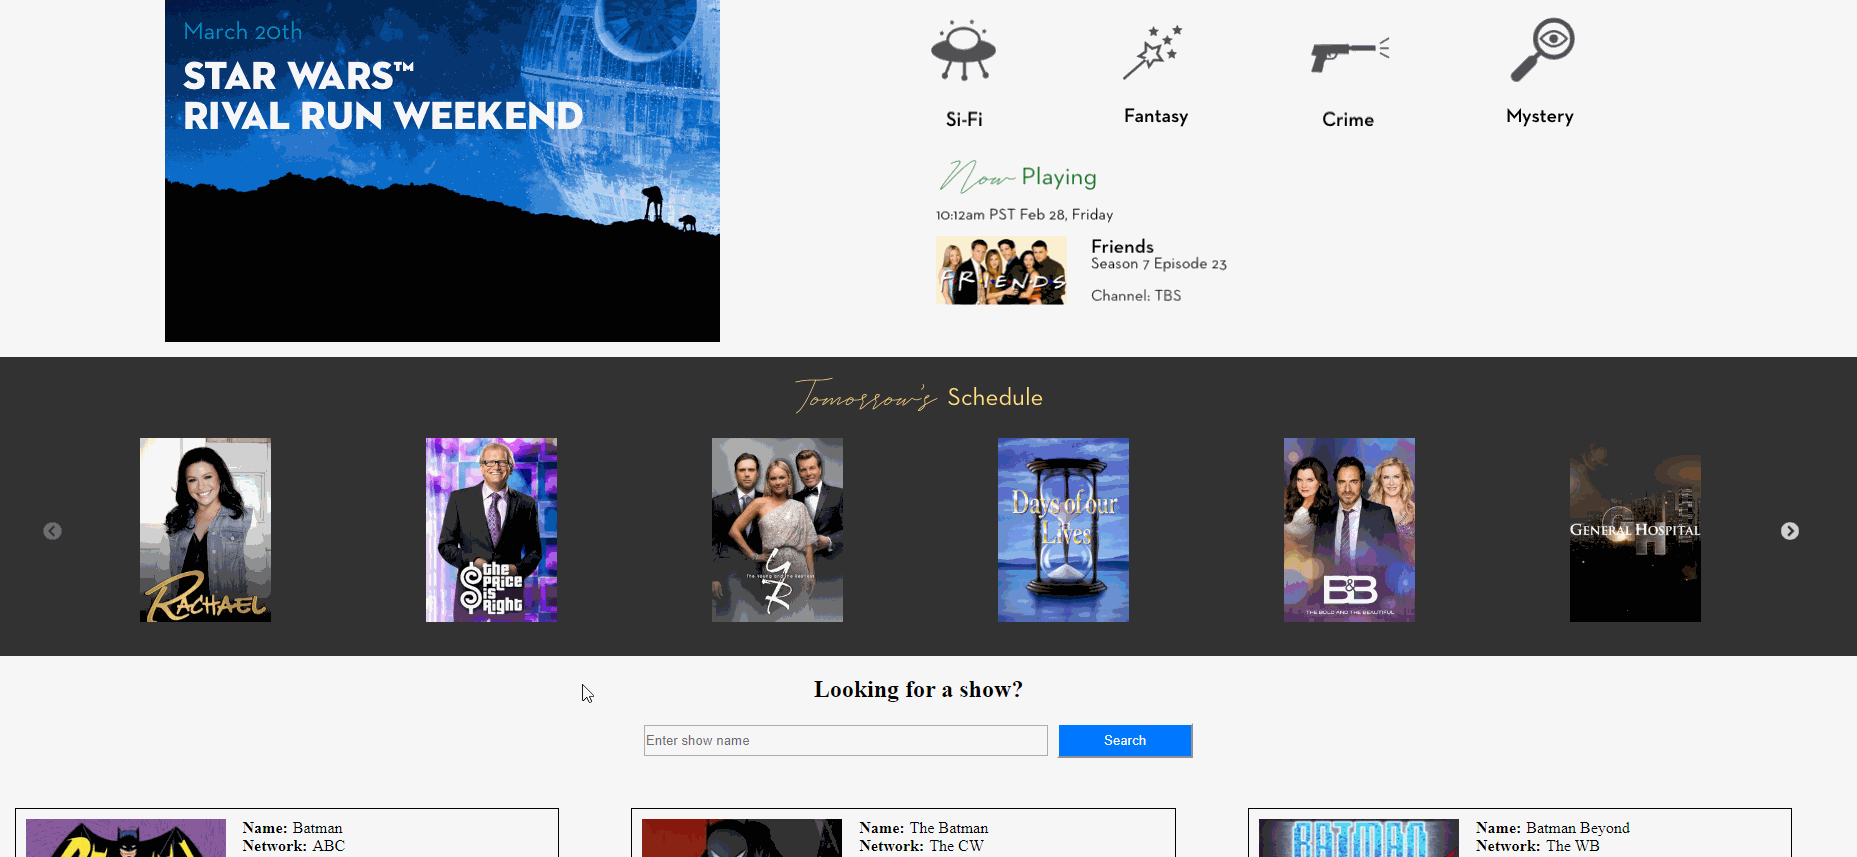 March 20th
STAR WARS™
RIVAL RUN WEEKEND
Si-Fi
Fantasy
Crime
Mystery
Now Playing
10:12am PST Feb 28, Friday
FRIENDS
Friends
Season 7 Episode 23
Channel: TBS
Tomorrow's Schedule
RACHAEL
the
PRICE
is
Right
The Young and the Restless
YR
Days of our
Lives
B&B
THE BOLD AND THE BEAUTIFUL
GH
GENERAL HOSPITAL
Looking for a show?
Enter show name
Search
Name: Batman
Network: ABC
Name: The Batman
Network: The CW
BATMAN
Name: Batman Beyond
Network: The WB